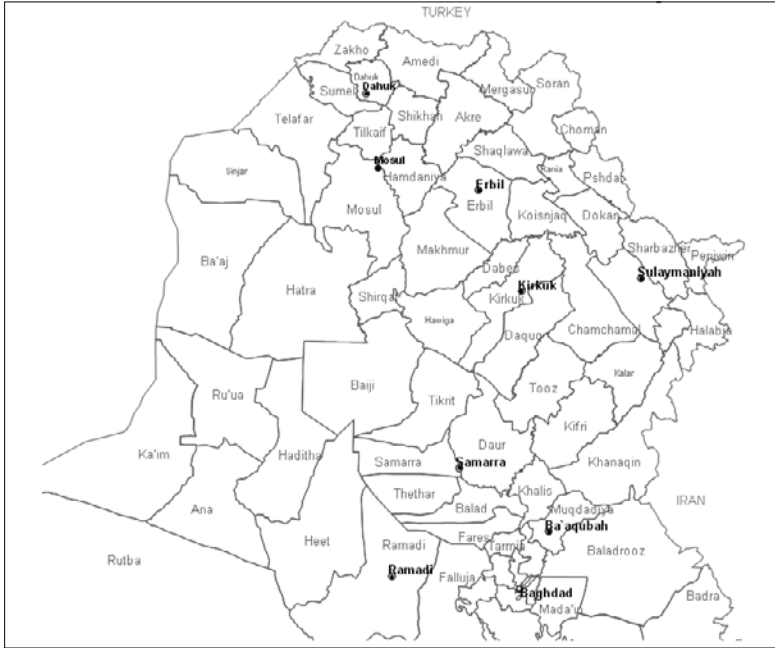 TURKEY
Zakho
Amedi
Dahuk
Dahuk
Sumel
Mergasur
Soran
Telafar
Shikhan
Akre
Choman
Tilkaif
Shaqlawa
Mosul
Rania
Sinjar
Hamdaniya
Pshdar
Erbil
Erbil
Mosul
Koisnjaq
Dokan
Makhmur
Sharbazher
Penjwin
Ba'aj
Dabes
Sulaymaniyah
Hatra
Shirqat
Kirkuk
Kirkuk
Hawiga
Daquq
Chamchamal
Halabja
Kalar
Baiji
Tikrit
Tooz
Ru'ua
Kifri
Daur
Ka'im
Haditha
Samarra
Samarra
Khanaqin
Thethar
Khalis
IRAN
Ana
Balad
Muqdadiya
Ba'aqubah
Heet
Ramadi
Fares
Tarmia
Baladrooz
Rutba
Ramadi
Falluja
Baghdad
Badra
Mada'in